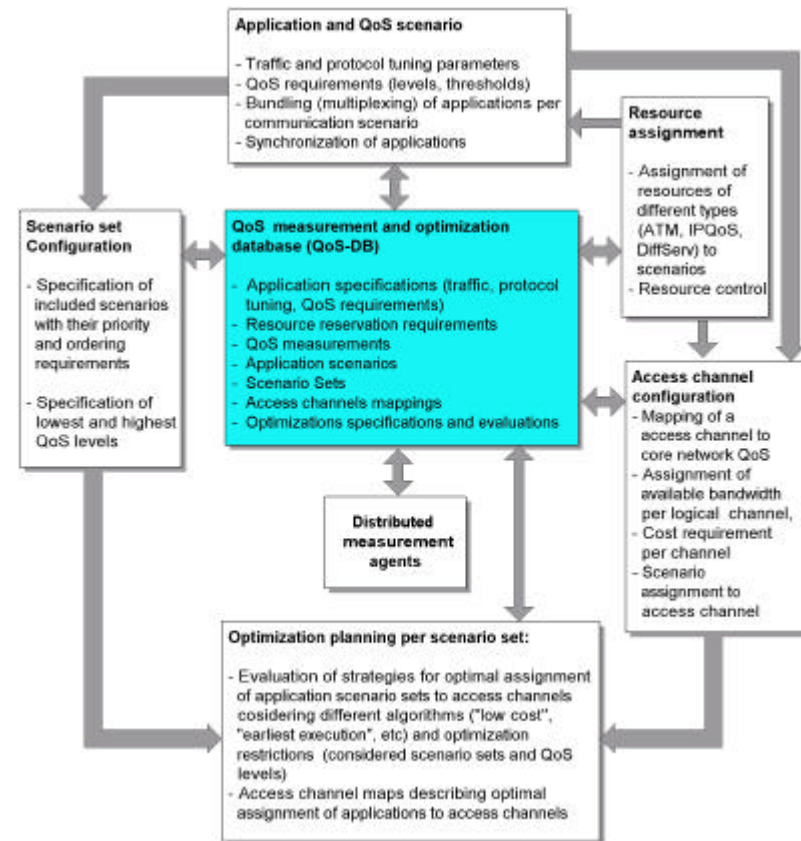 Application and QoS scenario
- Traffic and protocol tuning parameters
- QoS requirements (levels, thresholds)
- Bundling (multiplexing) of applications per
communication scenario
- Synchronization of applications
Resource
assignment
- Assignment of
resources of
different types
(ATM, IPQoS,
DiffServ) to
scenarios
- Resource control
Scenario set
Configuration
- Specification of
included scenarios
with their priority
and ordering
requirements
- Specification of
lowest and highest
QoS levels
QoS measurement and optimization
database (QoS-DB)
- Application specifications (traffic, protocol
tuning, QoS requirements)
- Resource reservation requirements
- QoS measurements
- Application scenarios
- Scenario Sets
- Access channels mappings
- Optimizations specifications and evaluations
Access channel
configuration
- Mapping of a
access channel to
core network QoS
- Assignment of
available bandwidth
per logical channel,
- Cost requirement
per channel
- Scenario
assignment to
access channel
Distributed
measurement
agents
Optimization planning per scenario set:
- Evaluation of strategies for optimal assignment
of application scenario sets to access channels
cosidering different algorithms ("low cost",
"earliest execution", etc) and optimization
restrictions (considered scenario sets and QoS
levels)
- Access channel maps describing optimal
assignment of applications to access channels